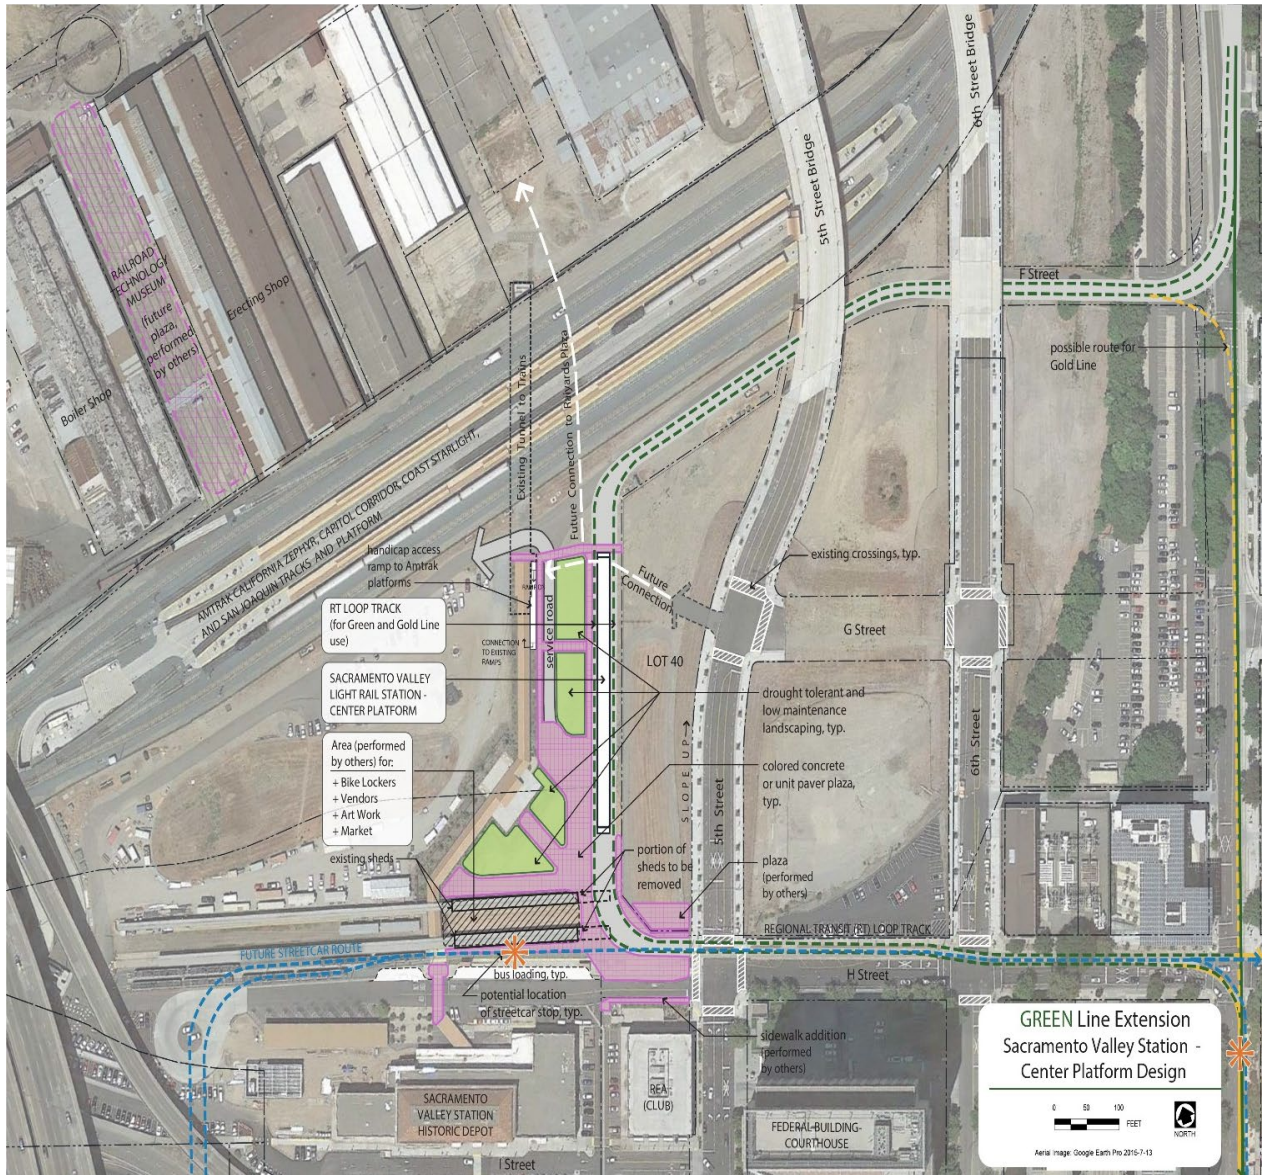 5th Street Bridge
6th Street Bridge
F Street
RAILROAD
TECHNOLOGY
MUSEUM
(future
plaza,
performed
by others)
Erecting Shop
Boiler Shop
possible route for
Gold Line
Existing Tunnel to Trains
Future Connection to Railyards Plaza
AMTRAK CALIFORNIA ZEPHYR, CAPITOL CORRIDOR, COAST STARLIGHT,
AND SAN JOAQUIN TRACKS AND PLATFORM
handicap access
ramp to Amtrak
platforms
existing crossings, typ.
Future
Connection
RT LOOP TRACK
(for Green and Gold Line
use)
service road
G Street
CONNECTION
TO EXISTING
RAMPS
LOT 40
SACRAMENTO VALLEY
LIGHT RAIL STATION -
CENTER PLATFORM
drought tolerant and
low maintenance
landscaping, typ.
SLOPE UP
5th Street
6th Street
Area (performed
by others) for:
+ Bike Lockers
+ Vendors
+ Art Work
+ Market
colored concrete
or unit paver plaza,
typ.
existing sheds
portion of
sheds to be
removed
plaza
(performed
by others)
REGIONAL TRANSIT (RT) LOOP TRACK
FUTURE STREETCAR ROUTE
bus loading, typ.
H Street
potential location
of streetcar stop, typ.
sidewalk addition
(performed
by others)
SACRAMENTO
VALLEY STATION
HISTORIC DEPOT
REA
(CLUB)
FEDERAL BUILDING-
COURTHOUSE
I Street
GREEN Line Extension
Sacramento Valley Station -
Center Platform Design
0 50 100
FEET
NORTH
Aerial Image: Google Earth Pro 2015-7-13